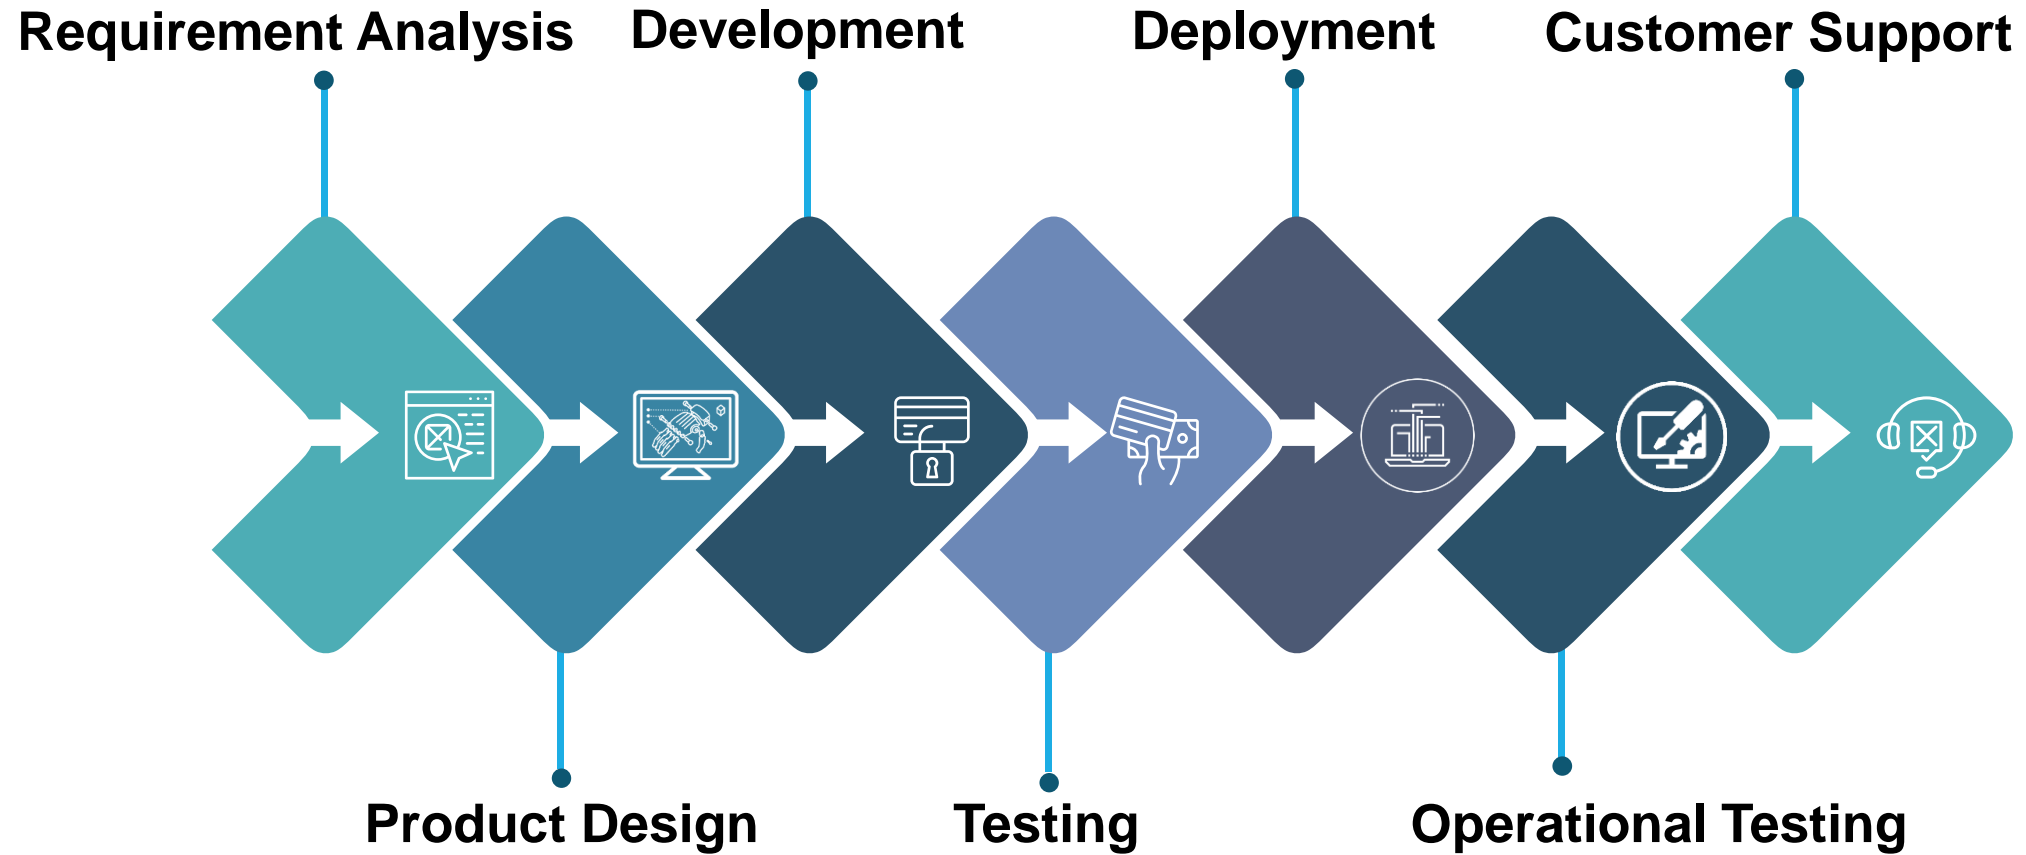 Requirement Analysis
Development
Deployment
Customer Support
Product Design
Testing
Operational Testing